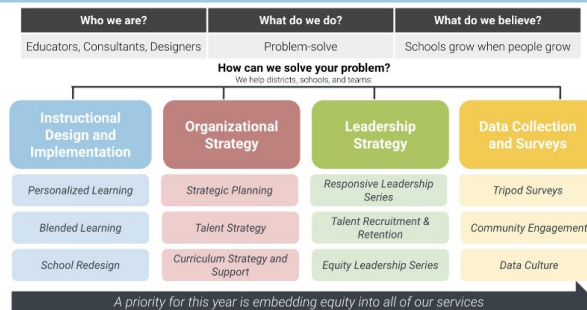 Who we are?
What do we do?
What do we believe?
Educators, Consultants, Designers
Problem-solve
Schools grow when people grow
How can we solve your problem?
We help districts, schools, and teams:
Instructional
Design and
Implementation
Organizational
Strategy
Leadership
Strategy
Data Collection
and Surveys
Personalized Learning
Strategic Planning
Responsive Leadership
Series
Tripod Surveys
Blended Learning
Talent Strategy
Talent Recruitment &
Retention
Community Engagement
School Redesign
Curriculum Strategy and
Support
Equity Leadership Series
Data Culture
A priority for this year is embedding equity into all of our services